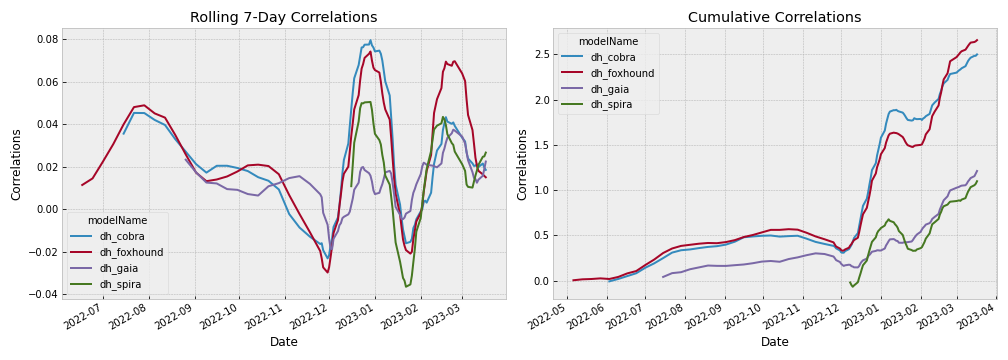 Rolling 7-Day Correlations
Correlations
0.08
0.06
0.04
0.02
0.00
−0.02
−0.04
modelName
dh_cobra
dh_foxhound
dh_gaia
dh_spira
2022-07
2022-08
2022-09
2022-10
2022-11
2022-12
2023-01
2023-02
2023-03
Date
Cumulative Correlations
Correlations
2.5
2.0
1.5
1.0
0.5
0.0
modelName
dh_cobra
dh_foxhound
dh_gaia
dh_spira
2022-05
2022-06
2022-07
2022-08
2022-09
2022-10
2022-11
2022-12
2023-01
2023-02
2023-03
2023-04
Date